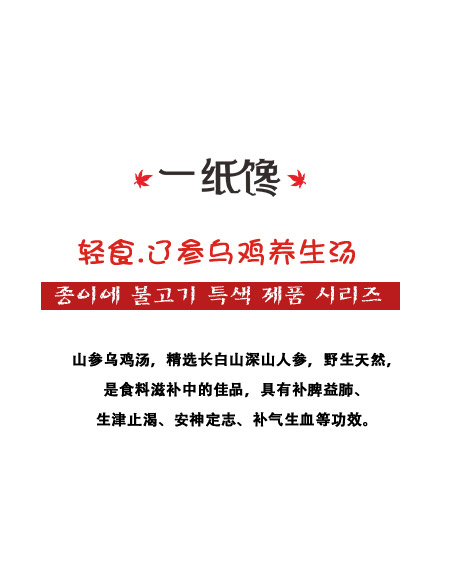 一纸馋
轻食.辽参乌鸡养生汤
종이에 불고기 특색 제품 시리즈
山参乌鸡汤，精选长白山深山人参，野生天然，
是食料滋补中的佳品，具有补脾益肺、
生津止渴、安神定志、补气生血等功效。